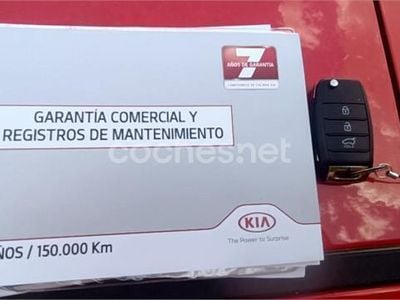 7
AÑOS DE GARANTÍA
GARANTÍA COMERCIAL Y
REGISTROS DE MANTENIMIENTO
coches.net
KIA
The Power to Surprise
ÑOS / 150.000 Km